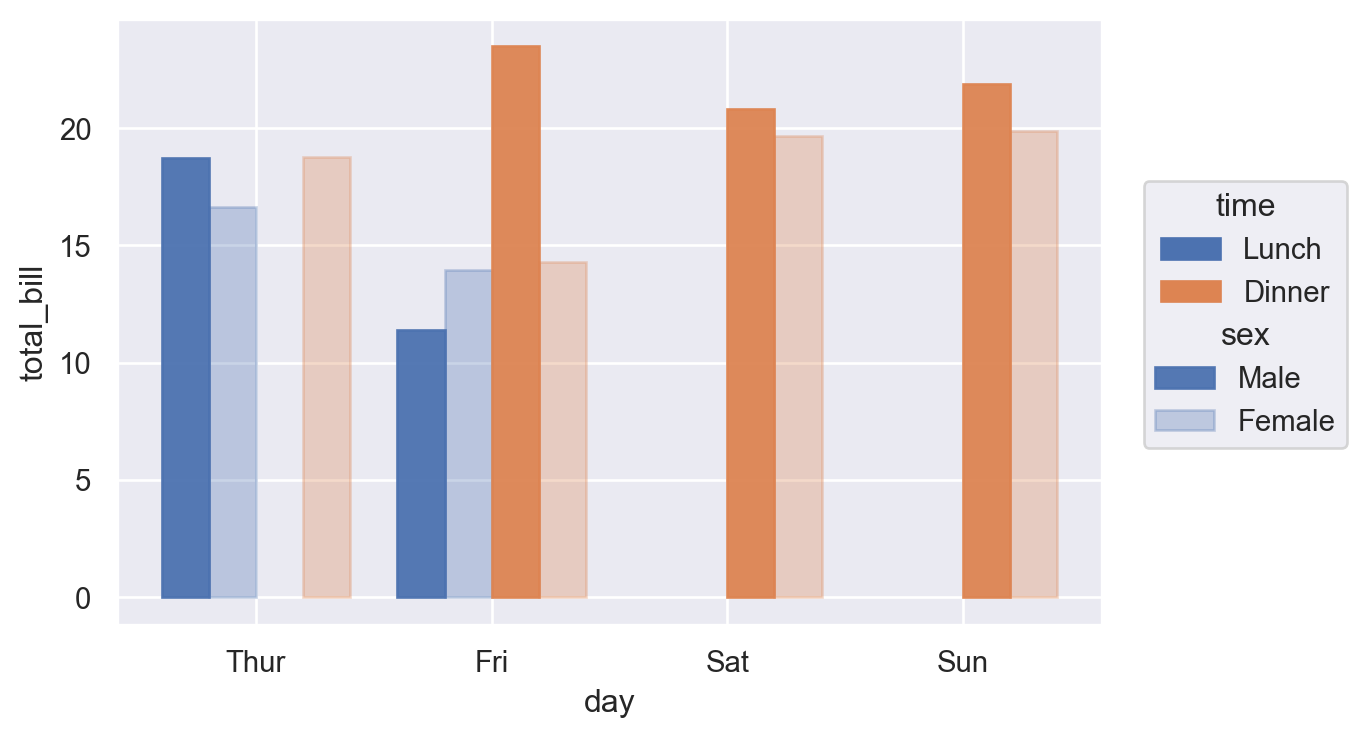 total_bill
20
15
10
5
0
Thur Fri Sat Sun
day
time
Lunch
Dinner
sex
Male
Female